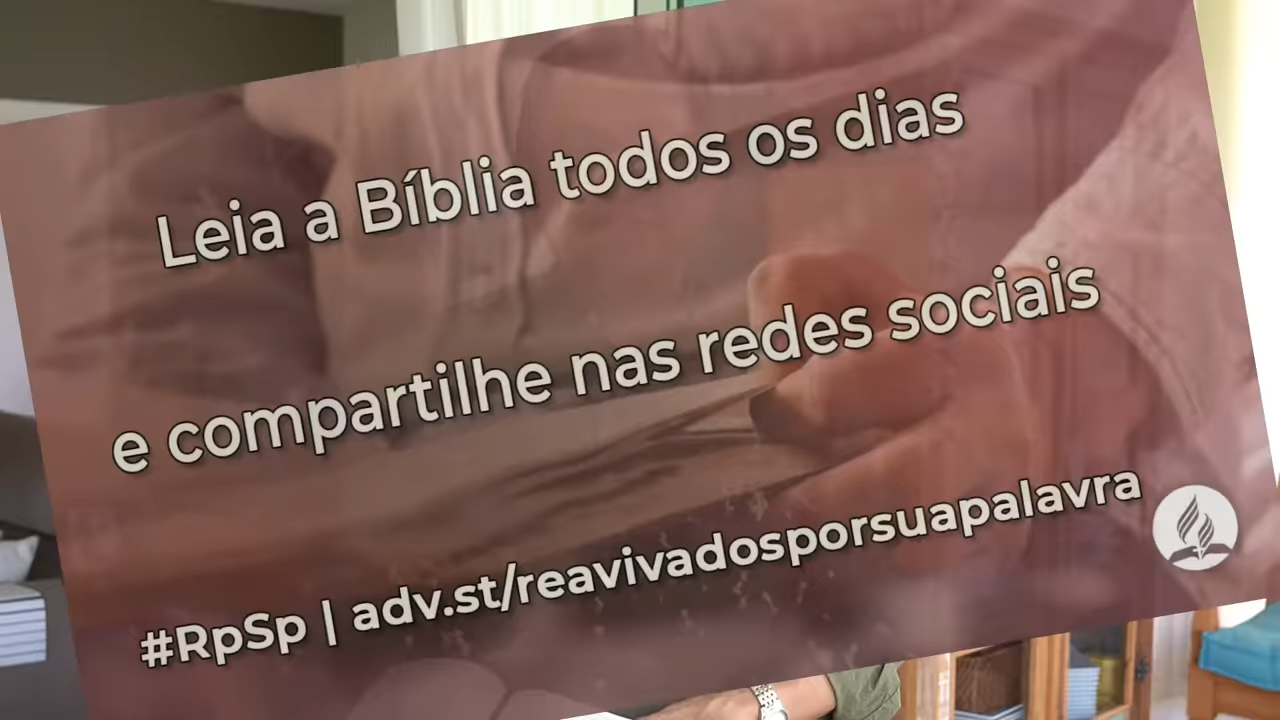 Leia a Bíblia todos os dias
e compartilhe nas redes sociais
#RpSp | adv.st/reavivadosporsuapalavra